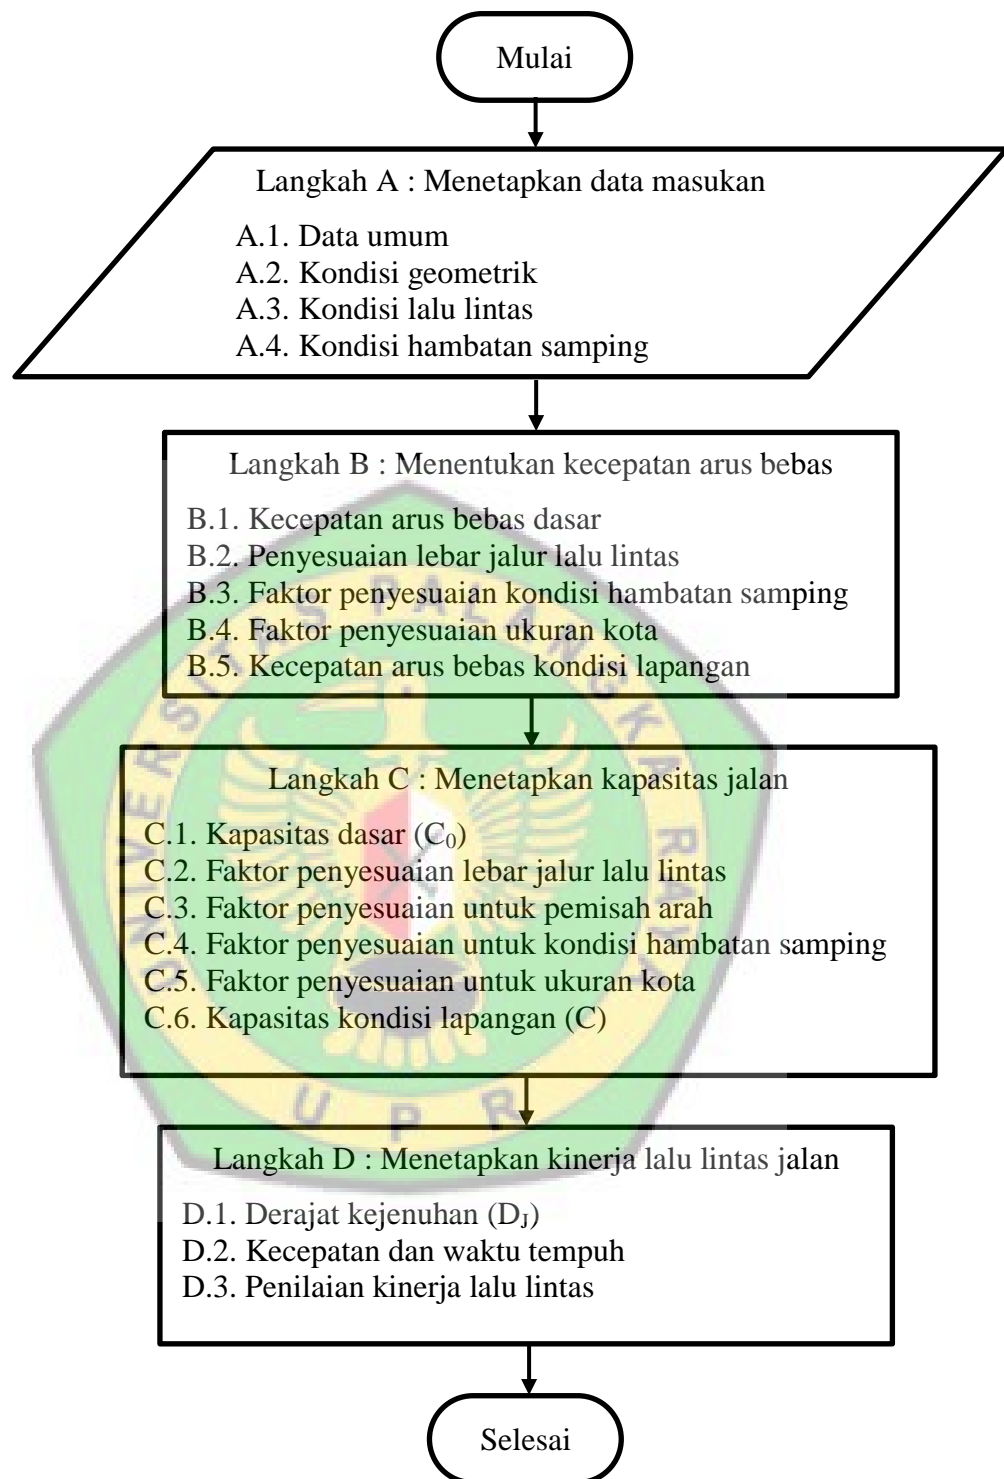 Mulai
Langkah A : Menetapkan data masukan
A.1. Data umum
A.2. Kondisi geometrik
A.3. Kondisi lalu lintas
A.4. Kondisi hambatan samping
Langkah B : Menentukan kecepatan arus bebas
B.1. Kecepatan arus bebas dasar
B.2. Penyesuaian lebar jalur lalu lintas
B.3. Faktor penyesuaian kondisi hambatan samping
B.4. Faktor penyesuaian ukuran kota
B.5. Kecepatan arus bebas kondisi lapangan
Langkah C : Menetapkan kapasitas jalan
C.1. Kapasitas dasar (C₀)
C.2. Faktor penyesuaian lebar jalur lalu lintas
C.3. Faktor penyesuaian untuk pemisah arah
C.4. Faktor penyesuaian untuk kondisi hambatan samping
C.5. Faktor penyesuaian untuk ukuran kota
C.6. Kapasitas kondisi lapangan (C)
Langkah D : Menetapkan kinerja lalu lintas jalan
D.1. Derajat kejenuhan (D_J)
D.2. Kecepatan dan waktu tempuh
D.3. Penilaian kinerja lalu lintas
Selesai
UNIVERSITAS PALANGKA RAYA
UPR